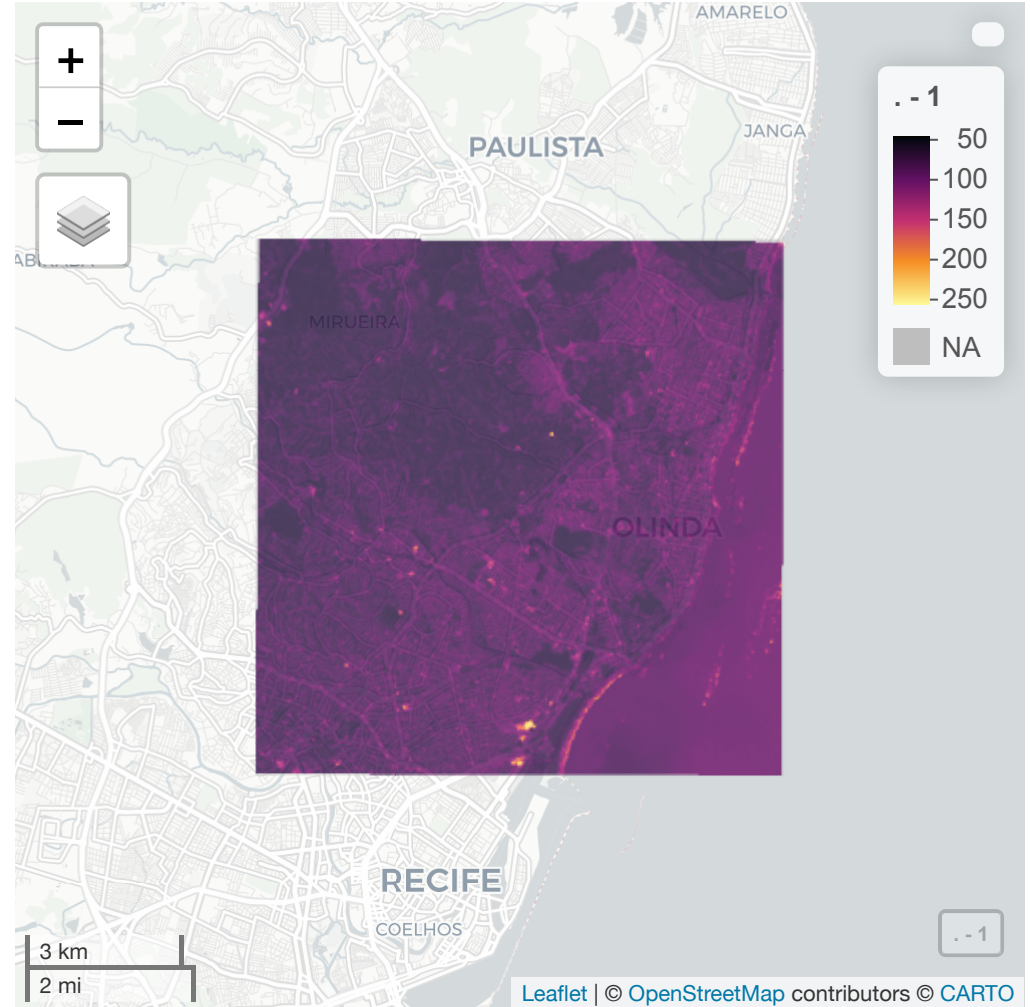 AMARELO
+
. - 1
50
JANGA
PAULISTA
−
100
150
200
250
NA
MIRUEIRA
OLINDA
RECIFE
COELHOS
. - 1
3 km
2 mi
Leaflet | © OpenStreetMap contributors © CARTO